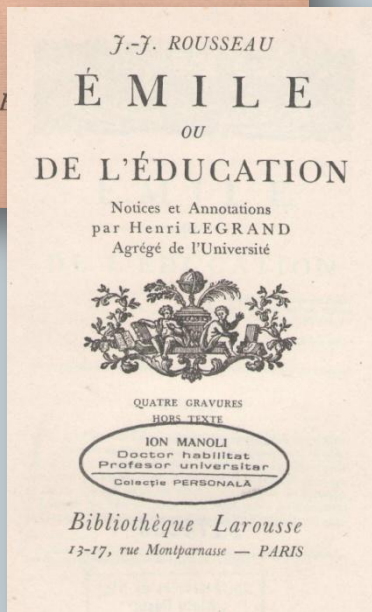 J.-J. ROUSSEAU
ÉMILE
OU
DE L'ÉDUCATION
Notices et Annotations
par Henri LEGRAND
Agrégé de l'Université
QUATRE GRAVURES
HORS TEXTE
ION MANOLI
Doctor habilitat
Profesor universitar
Colecție PERSONALĂ
Bibliothèque Larousse
13-17, rue Montparnasse — PARIS